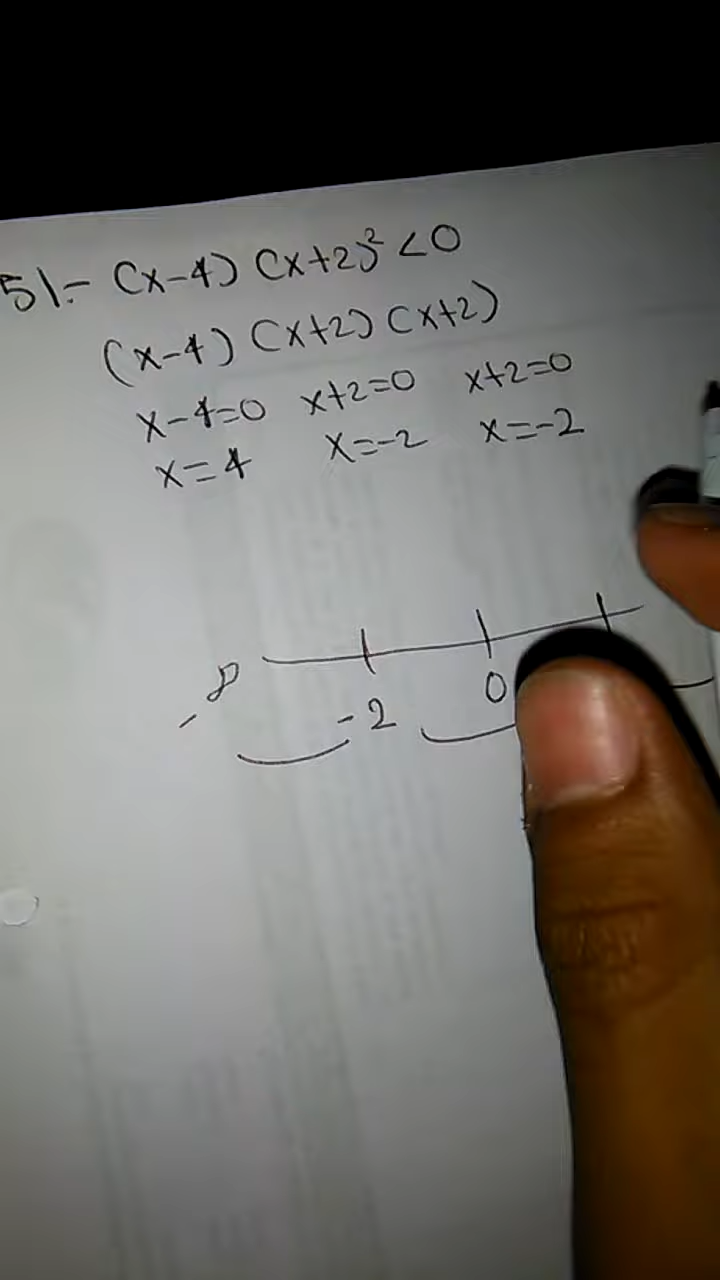 51:- (x-4) (x+2)² <0
(x-4) (x+2) (x+2)
x-4=0 x+2=0 x+2=0
x=4 x=-2 x=-2
-∞ -2 0